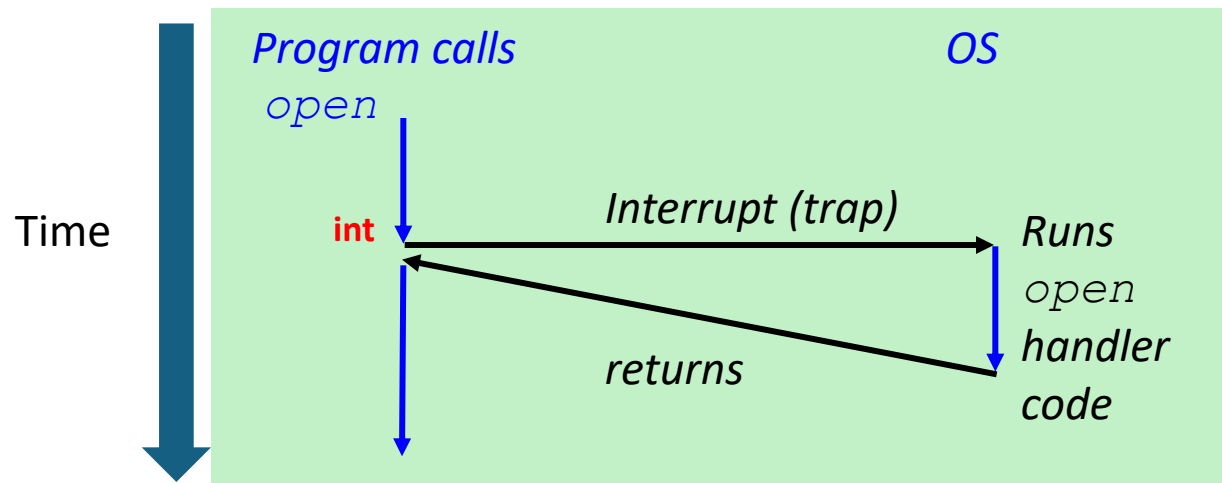 Program calls
open
OS
Time
int
Interrupt (trap)
Runs
open
handler
code
returns